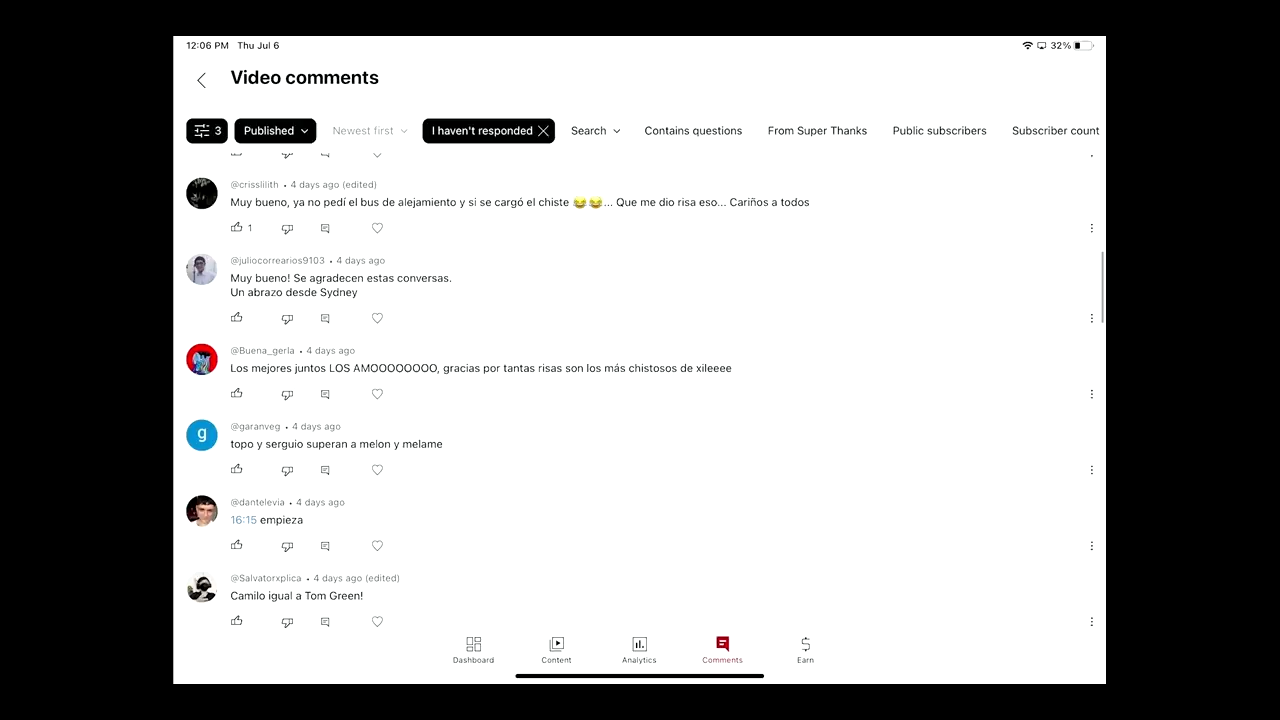 12:06 PM Thu Jul 6
32%
Video comments
3
Published
Newest first
I haven't responded
Search
Contains questions
From Super Thanks
Public subscribers
Subscriber count
@crisslilith • 4 days ago (edited)
Muy bueno, ya no pedí el bus de alejamiento y si se cargó el chiste 😂😂... Que me dio risa eso... Cariños a todos
1
@juliocorrearios9103 • 4 days ago
Muy bueno! Se agradecen estas conversas.
Un abrazo desde Sydney
@Buena_gerla • 4 days ago
Los mejores juntos LOS AMOOOOOOOO, gracias por tantas risas son los más chistosos de xileeee
g
@garanveg • 4 days ago
topo y serguio superan a melon y melame
@dantelevia • 4 days ago
16:15 empieza
@Salvatorxplica • 4 days ago (edited)
Camilo igual a Tom Green!
Dashboard
Content
Analytics
Comments
Earn